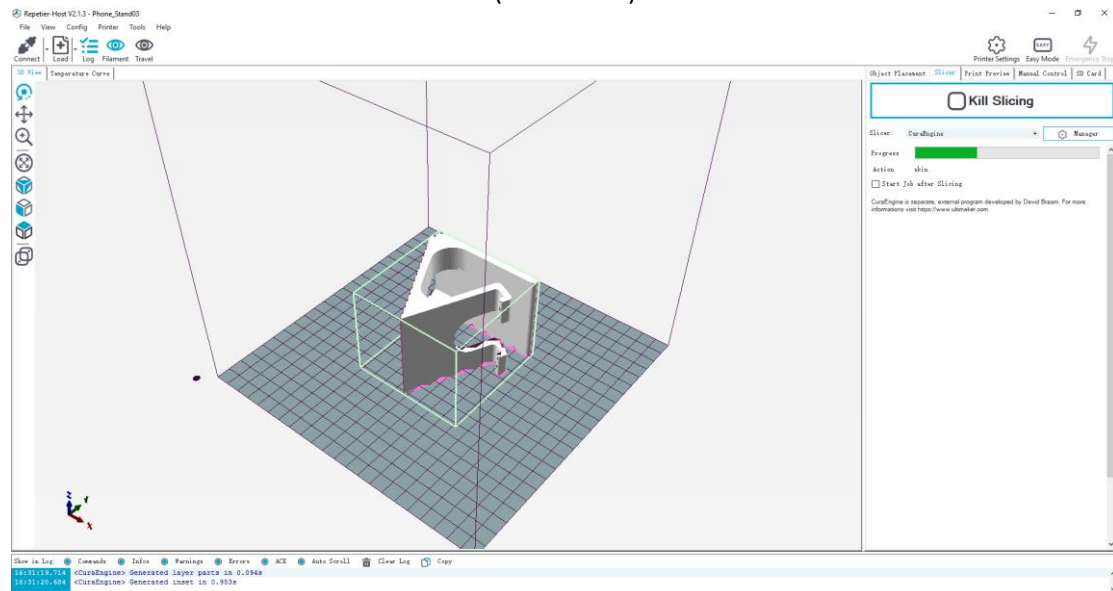 Repetier-Host V2.1.3 - Phone_Stand03
File View Config Printer Tools Help
Connect Load Log Filament Travel
Printer Settings Easy Mode Emergency Stop
EASY
3D View Temperature Curve
Object Placement Slicer Print Preview Manual Control SD Card
Kill Slicing
Slicer: CuraEngine Manager
Progress
Action skin
Start Job after Slicing
CuraEngine is separate, external program developed by David Braam. For more
informations visit https://www.ultimaker.com
Z Y X
Show in Log: Commands Infos Warnings Errors ACK Auto Scroll Clear Log Copy
16:31:19.714 <CuraEngine> Generated layer parts in 0.094s
16:31:20.684 <CuraEngine> Generated inset in 0.953s